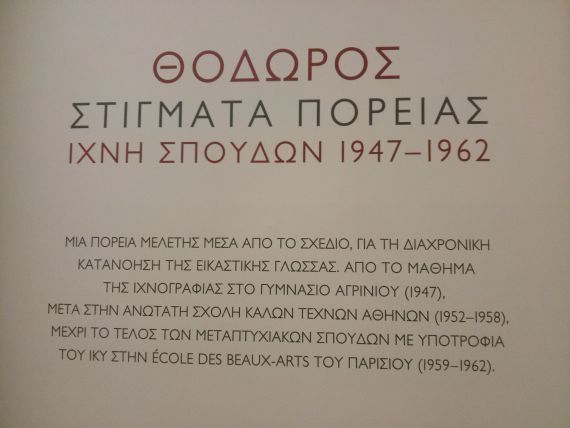 ΘΟΔΩΡΟΣ
ΣΤΙΓΜΑΤΑ ΠΟΡΕΙΑΣ
ΙΧΝΗ ΣΠΟΥΔΩΝ 1947–1962
ΜΙΑ ΠΟΡΕΙΑ ΜΕΛΕΤΗΣ ΜΕΣΑ ΑΠΟ ΤΟ ΣΧΕΔΙΟ, ΓΙΑ ΤΗ ΔΙΑΧΡΟΝΙΚΗ
ΚΑΤΑΝΟΗΣΗ ΤΗΣ ΕΙΚΑΣΤΙΚΗΣ ΓΛΩΣΣΑΣ. ΑΠΟ ΤΟ ΜΑΘΗΜΑ
ΤΗΣ ΙΧΝΟΓΡΑΦΙΑΣ ΣΤΟ ΓΥΜΝΑΣΙΟ ΑΓΡΙΝΙΟΥ (1947),
ΜΕΤΑ ΣΤΗΝ ΑΝΩΤΑΤΗ ΣΧΟΛΗ ΚΑΛΩΝ ΤΕΧΝΩΝ ΑΘΗΝΩΝ (1952–1958),
ΜΕΧΡΙ ΤΟ ΤΕΛΟΣ ΤΩΝ ΜΕΤΑΠΤΥΧΙΑΚΩΝ ΣΠΟΥΔΩΝ ΜΕ ΥΠΟΤΡΟΦΙΑ
ΤΟΥ ΙΚΥ ΣΤΗΝ ÉCOLE DES BEAUX-ARTS ΤΟΥ ΠΑΡΙΣΙΟΥ (1959–1962).